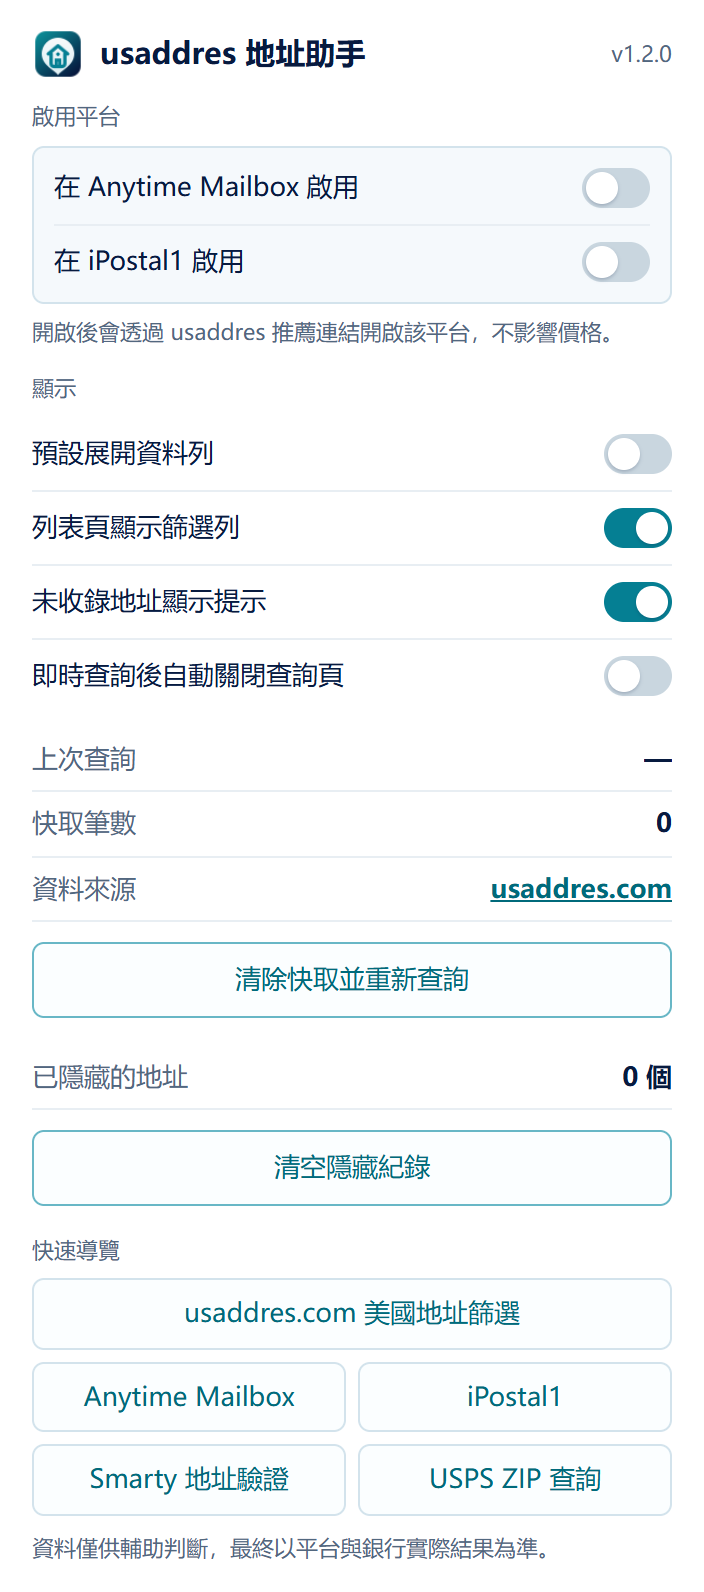 usaddres 地址助手
v1.2.0
啟用平台
在 Anytime Mailbox 啟用
在 iPostal1 啟用
開啟後會透過 usaddres 推薦連結開啟該平台，不影響價格。
顯示
預設展開資料列
列表頁顯示篩選列
未收錄地址顯示提示
即時查詢後自動關閉查詢頁
上次查詢 —
快取筆數 0
資料來源 usaddres.com
清除快取並重新查詢
已隱藏的地址 0 個
清空隱藏紀錄
快速導覽
usaddres.com 美國地址篩選
Anytime Mailbox
iPostal1
Smarty 地址驗證
USPS ZIP 查詢
資料僅供輔助判斷，最終以平台與銀行實際結果為準。